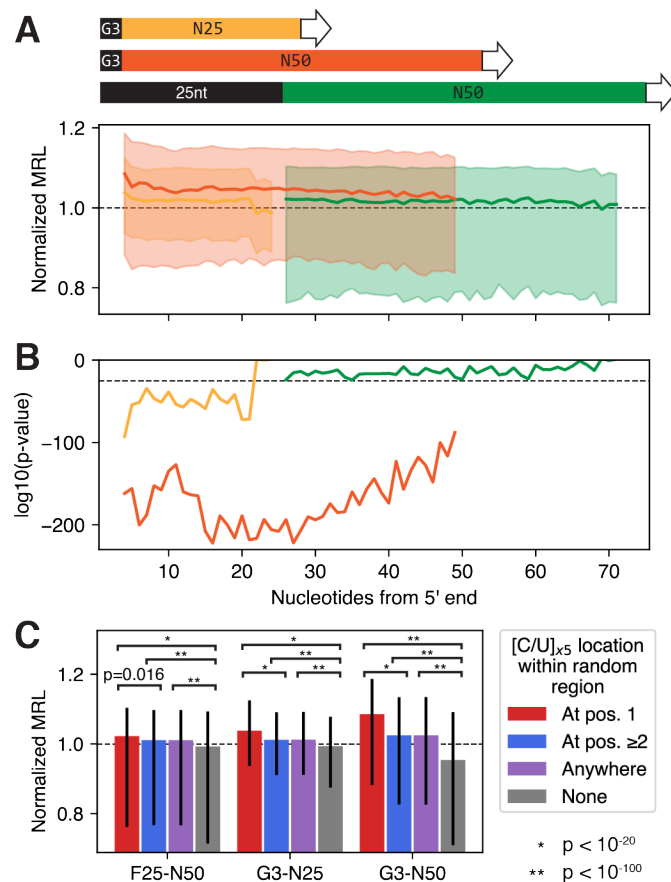 A
G3 N25
G3 N50
25nt N50
Normalized MRL
1.2
1.0
0.8
B
log10(p-value)
0
−100
−200
10 20 30 40 50 60 70
Nucleotides from 5' end
C
Normalized MRL
1.2
1.0
0.8
* * **
** ** **
p=0.016 ** * ** * **
F25-N50 G3-N25 G3-N50
[C/U]x5 location
within random
region
At pos. 1
At pos. ≥2
Anywhere
None
* p < 10-20
** p < 10-100